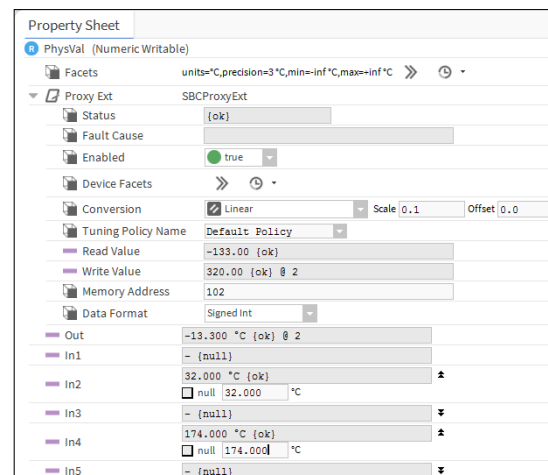 Property Sheet
R PhysVal (Numeric Writable)
Facets units=°C,precision=3 °C,min=-inf °C,max=+inf °C
Proxy Ext SBCProxyExt
Status {ok}
Fault Cause
Enabled true
Device Facets
Conversion Linear Scale 0.1 Offset 0.0
Tuning Policy Name Default Policy
Read Value -133.00 {ok}
Write Value 320.00 {ok} @ 2
Memory Address 102
Data Format Signed Int
Out -13.300 °C {ok} @ 2
In1 - {null}
In2 32.000 °C {ok}
null 32.000 °C
In3 - {null}
In4 174.000 °C {ok}
null 174.000 °C
In5 - {null}